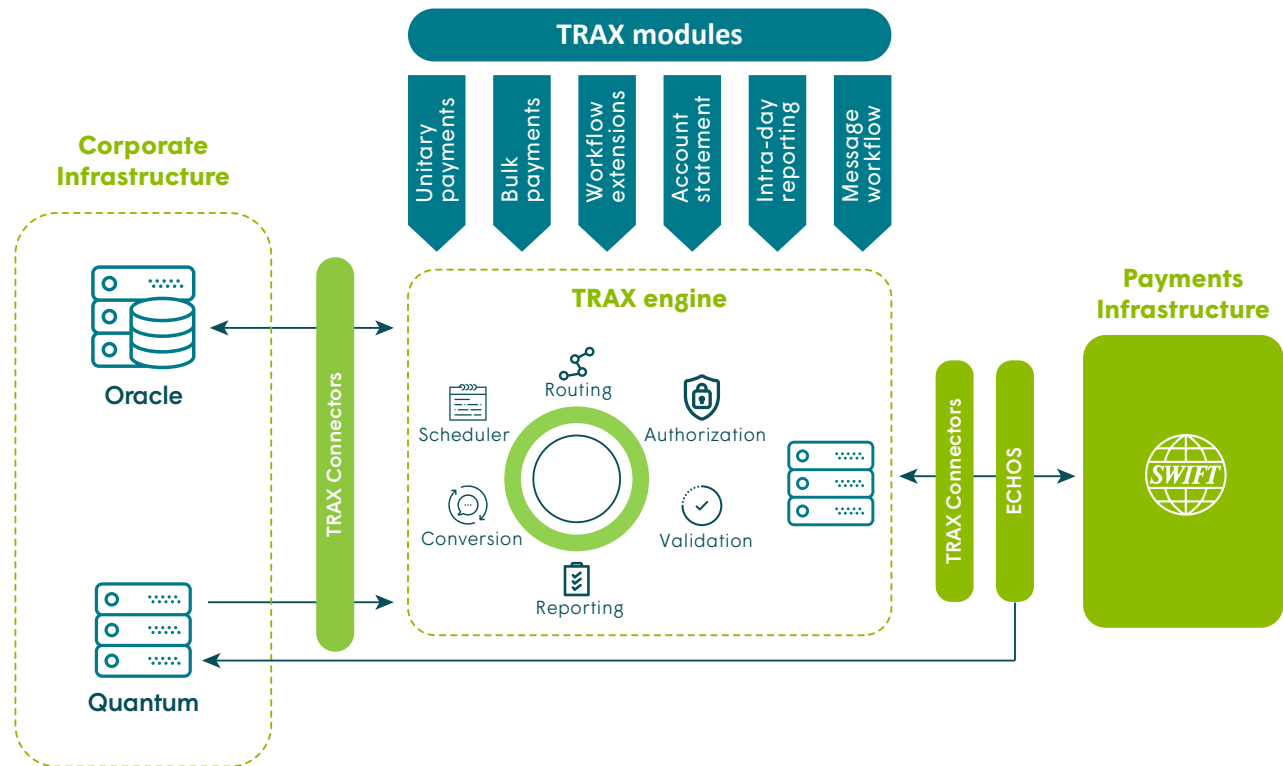 TRAX modules
Unitary
payments
Bulk
payments
Workflow
extensions
Account
statement
Intra-day
reporting
Message
workflow
Corporate
Infrastructure
Oracle
Quantum
TRAX Connectors
TRAX engine
Routing
Scheduler
Authorization
Conversion
Validation
Reporting
TRAX Connectors
ECHOS
Payments
Infrastructure
SWIFT